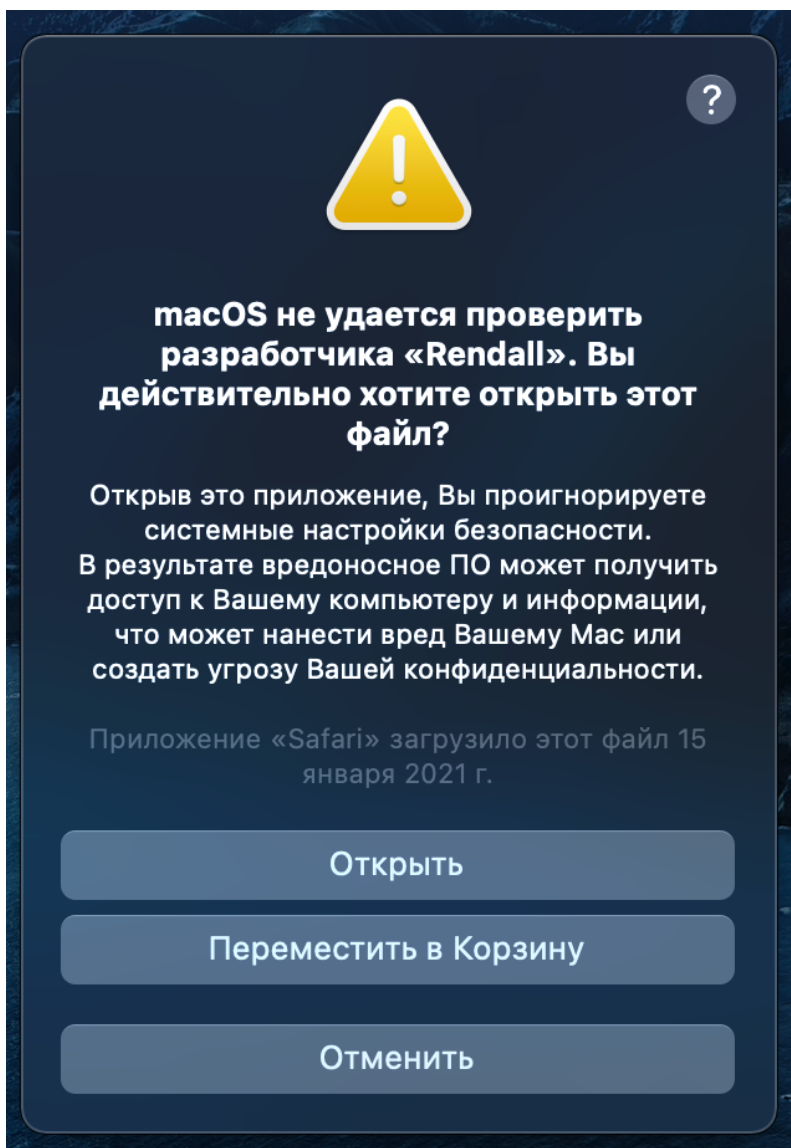 ?
macOS не удается проверить
разработчика «Rendall». Вы
действительно хотите открыть этот
файл?
Открыв это приложение, Вы проигнорируете
системные настройки безопасности.
В результате вредоносное ПО может получить
доступ к Вашему компьютеру и информации,
что может нанести вред Вашему Mac или
создать угрозу Вашей конфиденциальности.
Приложение «Safari» загрузило этот файл 15
января 2021 г.
Открыть
Переместить в Корзину
Отменить